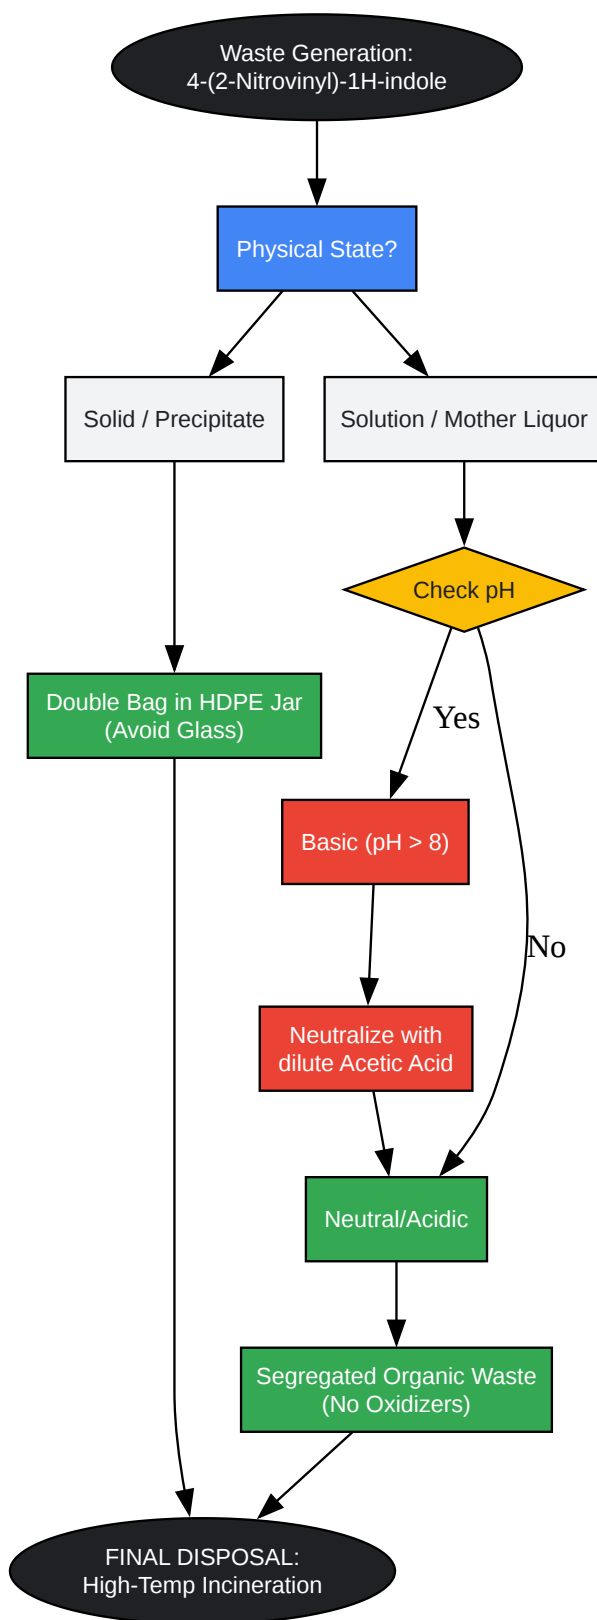 Waste Generation:
4-(2-Nitrovinyl)-1H-indole
Physical State?
Solid / Precipitate
Solution / Mother Liquor
Check pH
Double Bag in HDPE Jar
(Avoid Glass)
Yes
Basic (pH > 8)
No
Neutralize with
dilute Acetic Acid
Neutral/Acidic
Segregated Organic Waste
(No Oxidizers)
FINAL DISPOSAL:
High-Temp Incineration